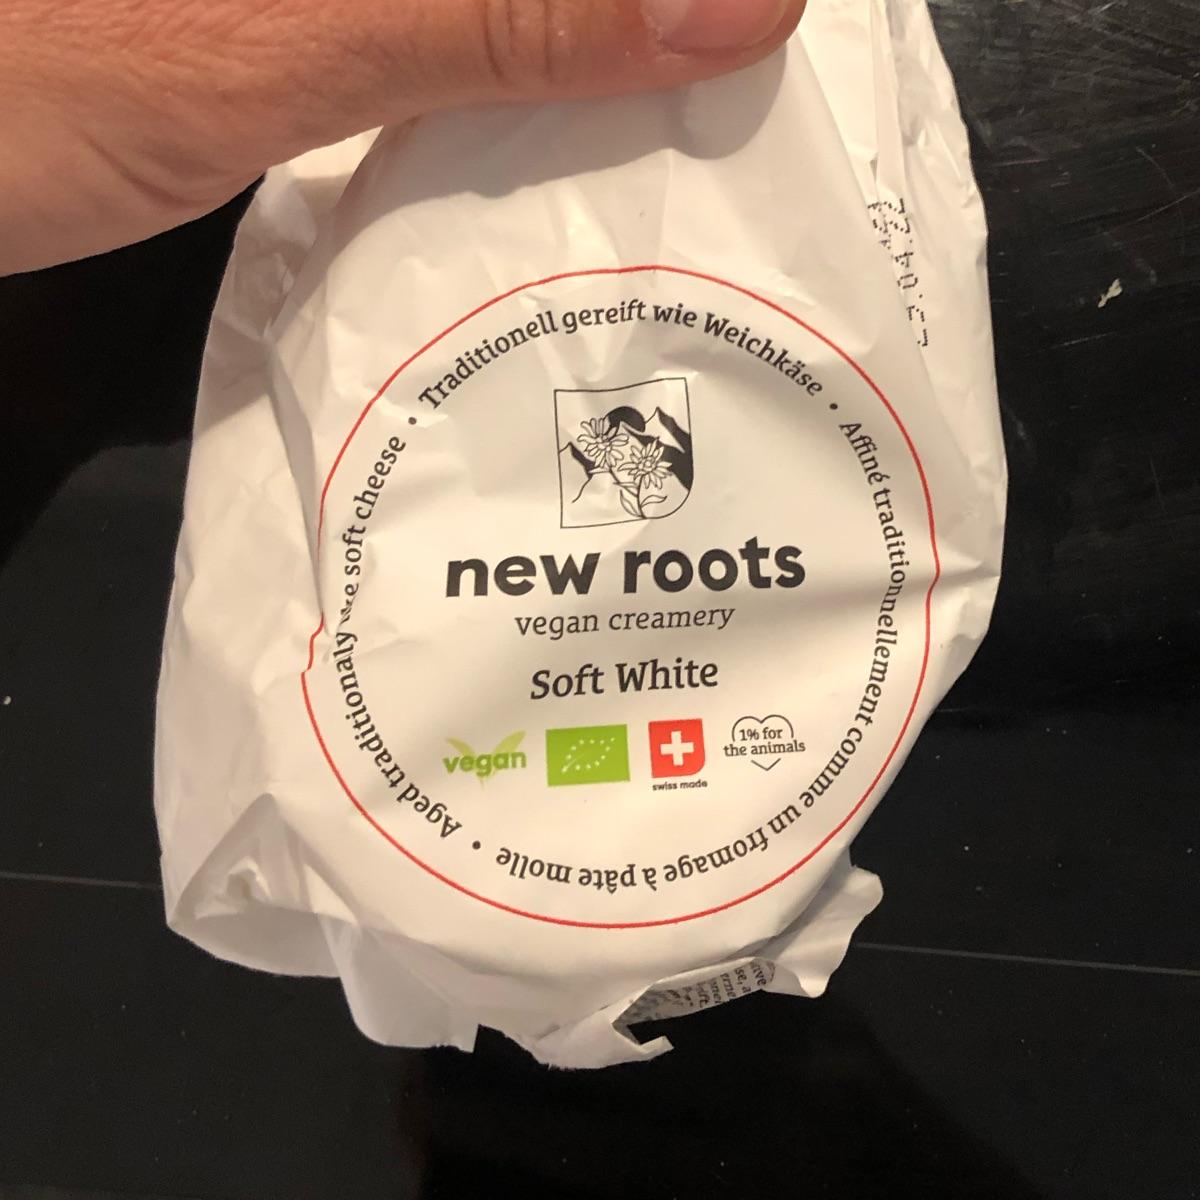 Traditionell gereift wie Weichkäse •
Affiné traditionnellement comme un fromage à pâte molle •
Aged traditionaly like soft cheese •
new roots
vegan creamery
Soft White
vegan
swiss made
1% for
the animals